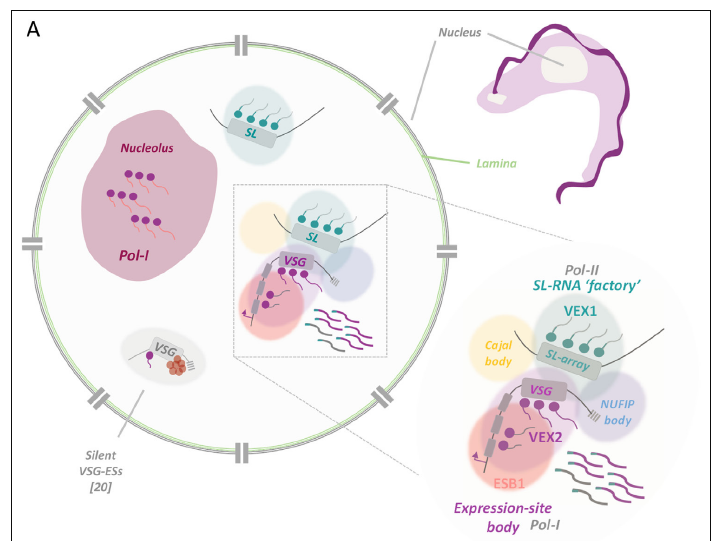 A
Nucleus
SL
Nucleolus
Lamina
Pol-I
SL
VSG
Pol-II
SL-RNA 'factory'
VEX1
Cajal
body
SL-array
VSG
VSG
NUFIP
body
VEX2
Silent
VSG-ESs
[20]
ESB1
Expression-site
body Pol-I